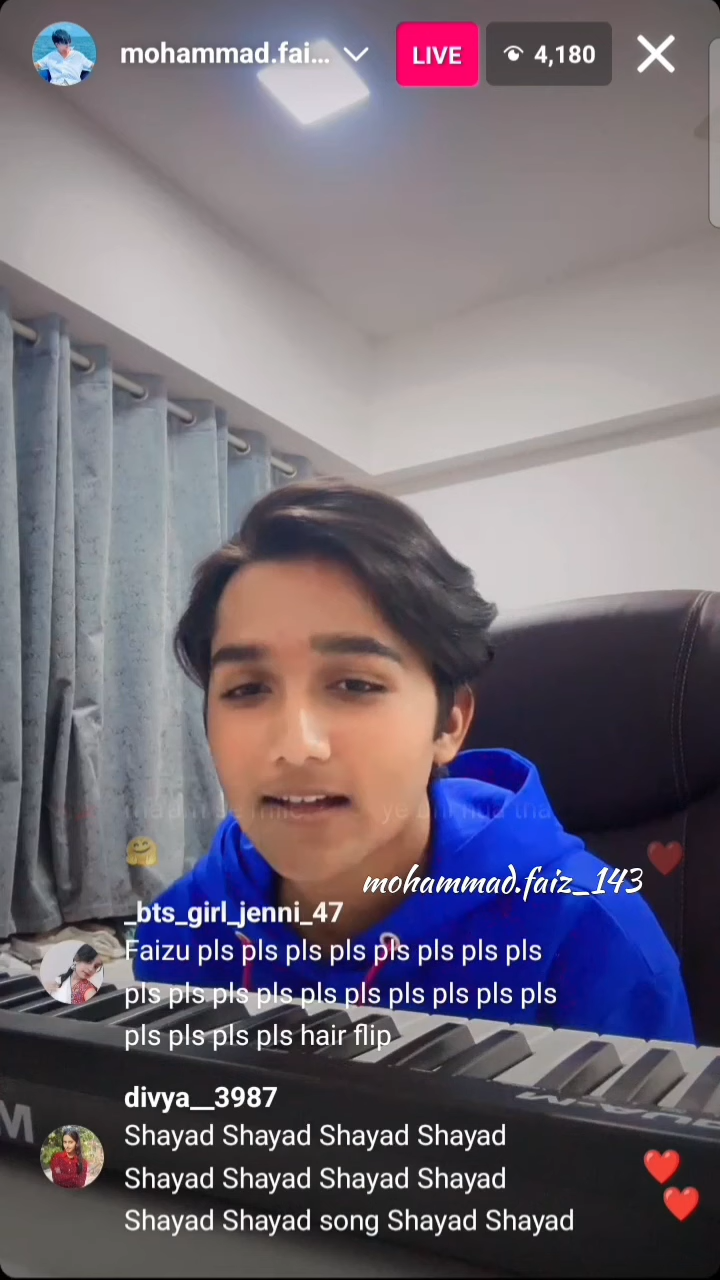 mohammad.fai...
LIVE
4,180
mohammad.faiz_143
_bts_girl_jenni_47
Faizu pls pls pls pls pls pls pls pls
pls pls pls pls pls pls pls pls pls pls
pls pls pls pls hair flip
divya__3987
Shayad Shayad Shayad Shayad
Shayad Shayad Shayad Shayad
Shayad Shayad song Shayad Shayad